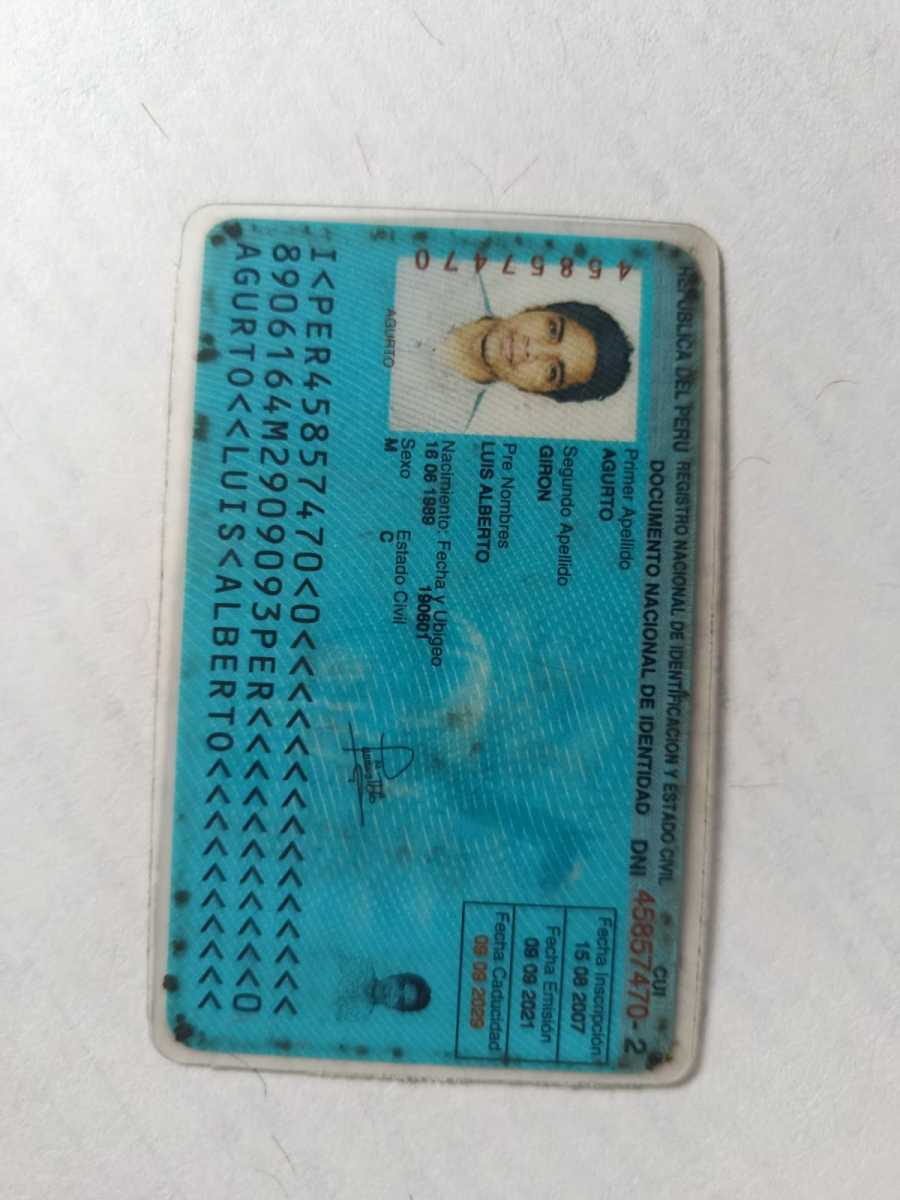 REPUBLICA DEL PERU REGISTRO NACIONAL DE IDENTIFICACION Y ESTADO CIVIL
DOCUMENTO NACIONAL DE IDENTIDAD DNI 45857470 - 2
CUI
45857470
Primer Apellido
AGURTO
Segundo Apellido
GIRON
Pre Nombres
LUIS ALBERTO
Nacimiento: Fecha y Ubigeo
16 06 1989 190601
Sexo Estado Civil
M C
AGURTO
Fecha Inscripción
15 08 2007
Fecha Emisión
09 09 2021
Fecha Caducidad
09 09 2029
I<PER45857470<0<<<<<<<<<<<<<<<
8906164M2909093PER<<<<<<<<<<<0
AGURTO<<LUIS<ALBERTO<<<<<<<<<<